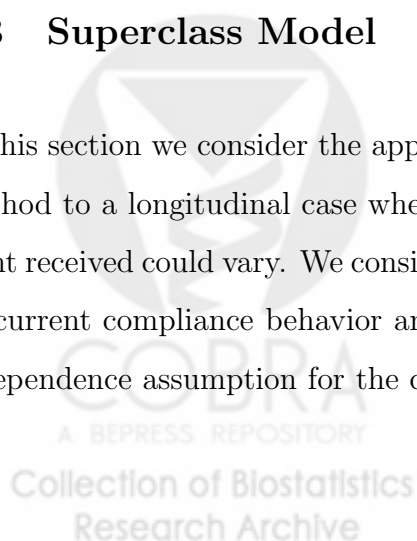 3 Superclass Model
his section we consider the app
hod to a longitudinal case whe
nt received could vary. We consi
current compliance behavior an
ependence assumption for the c
COBRA
A BEPRESS REPOSITORY
Collection of Biostatistics
Research Archive